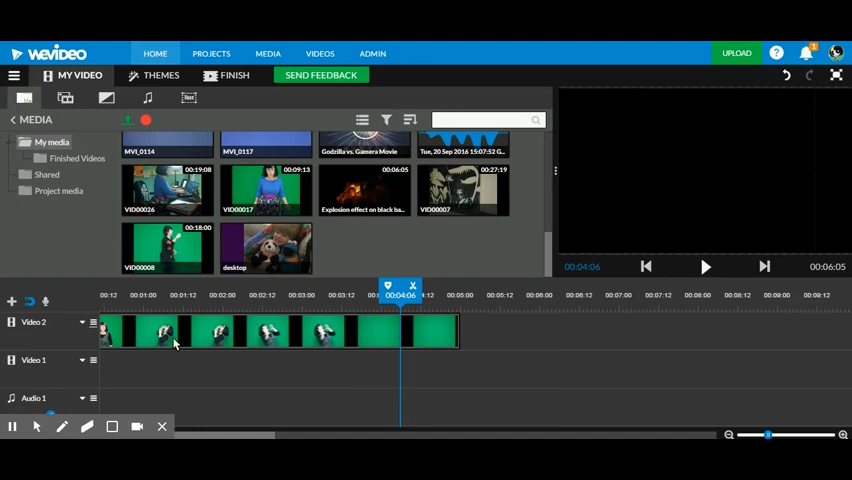 WEVIDEO HOME PROJECTS MEDIA VIDEOS ADMIN UPLOAD ? 1
MY VIDEO THEMES FINISH SEND FEEDBACK
Text
MEDIA
My media
Finished Videos
Shared
Project media
MVI_0114 MVI_0117 Godzilla vs. Gamera Movie Tue, 20 Sep 2016 15:07:52 G...
00:19:08 00:09:13 00:06:05 00:27:19
VID00026 VID00017 Explosion effect on black ba... VID00007
00:18:00
VID00008 desktop
00:04:06 00:06:05
00:04:06
00:12 00:01:00 00:01:12 00:02:00 00:02:12 00:03:00 00:03:12 00:05:00 00:05:12 00:06:00 00:06:12 00:07:00 00:07:12 00:08:00 00:08:12 00:09:00 00:09:12
Video 2
Video 1
Audio 1